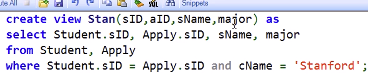 Snippets
create view Stan(sID,aID,sName,major) as
select Student.sID, Apply.sID, sName, major
from Student, Apply
where Student.sID = Apply.sID and cName = 'Stanford';